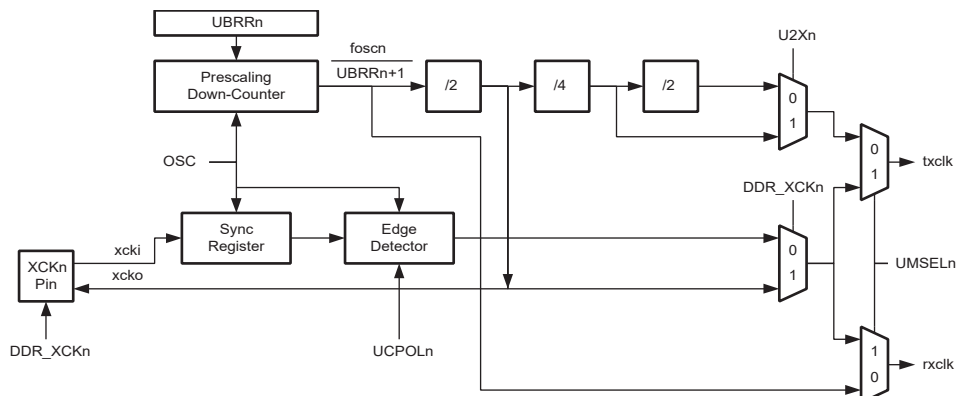 UBRRn
foscn
UBRRn+1
U2Xn
Prescaling
Down-Counter
/2
/4
/2
0
1
OSC
0
1
txclk
DDR_XCKn
Sync
Register
Edge
Detector
xcki
XCKn
Pin
xcko
0
1
UMSELn
DDR_XCKn
UCPOLn
1
0
rxclk